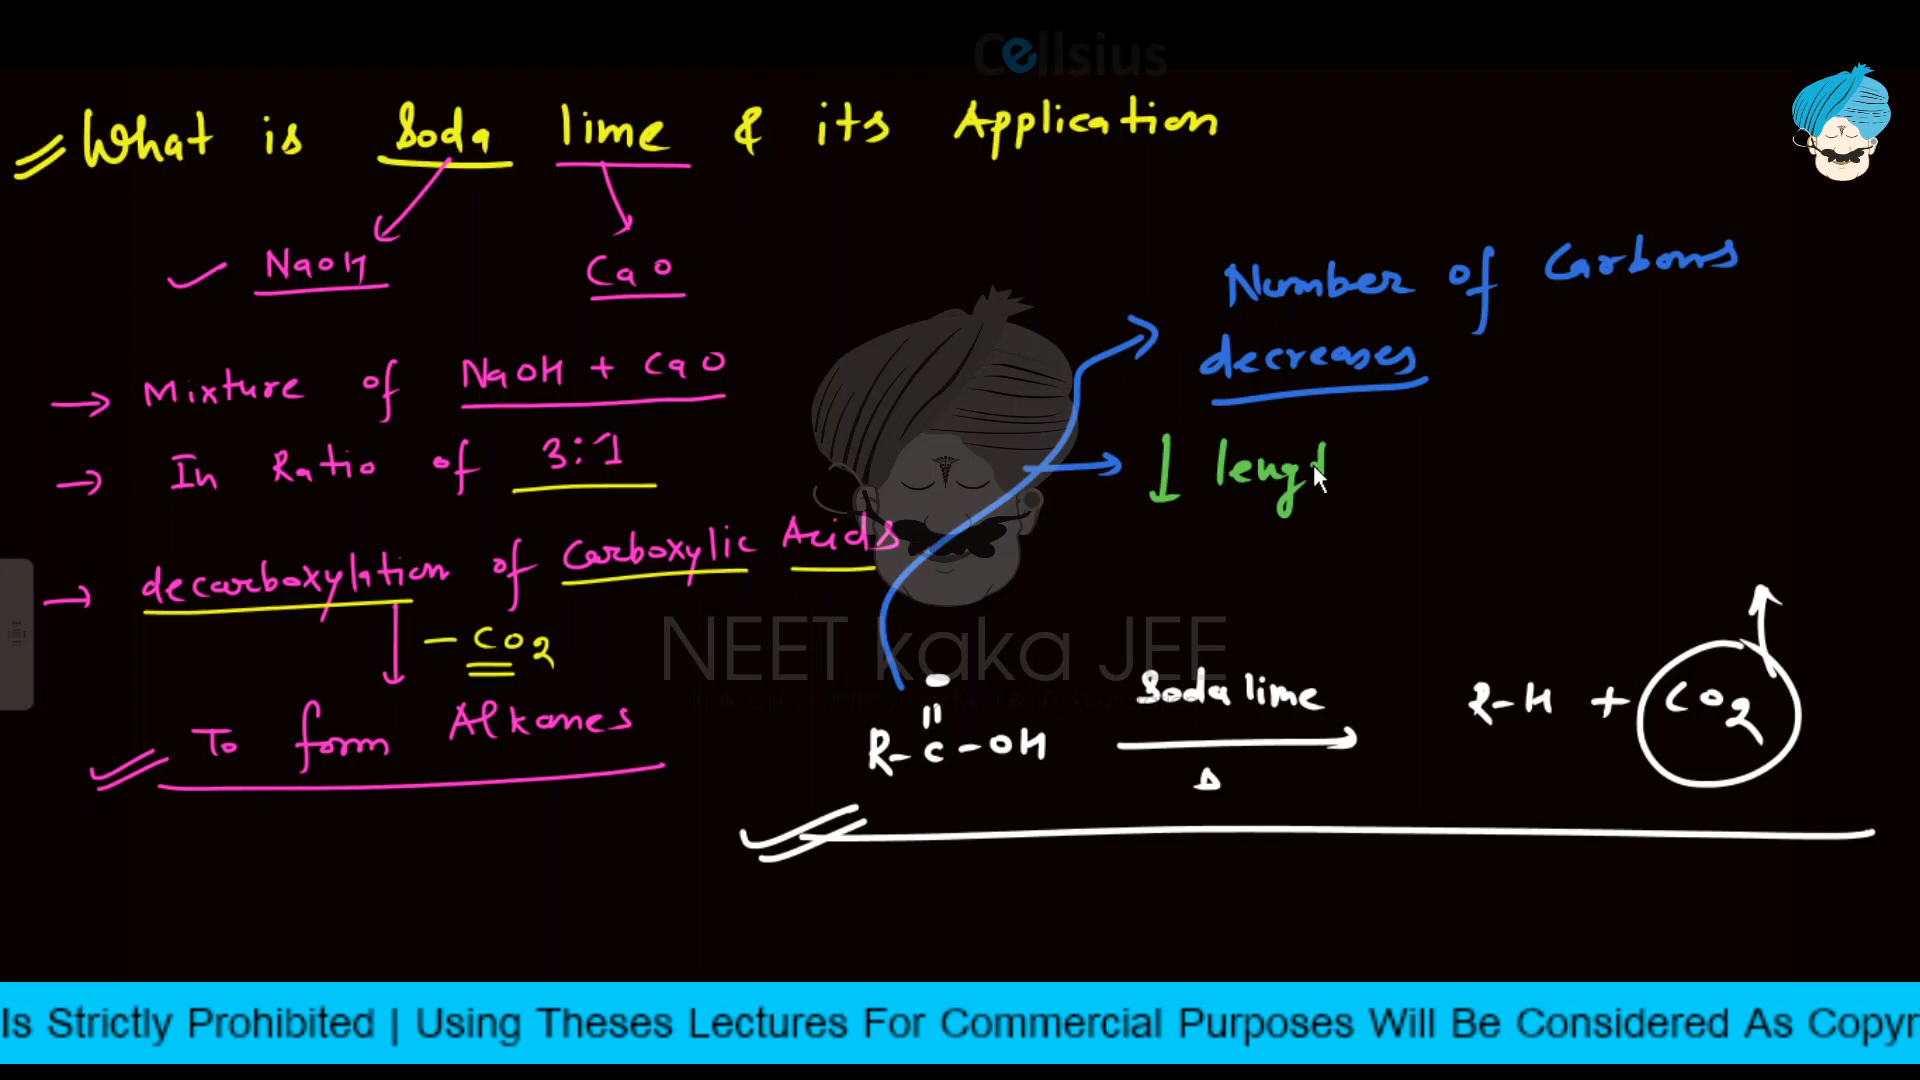 Cellsius
What is Soda lime & its Application
NaOH CaO
Number of Carbons
decreases
→ Mixture of NaOH + CaO
→ In Ratio of 3:1
↓ lengt
→ decarboxylation of Carboxylic Acids
- CO2
NEET kaka JEE
To form Alkanes
O
||
R-C-OH Soda lime → R-H + CO2
Δ
Is Strictly Prohibited | Using Theses Lectures For Commercial Purposes Will Be Considered As Copyr